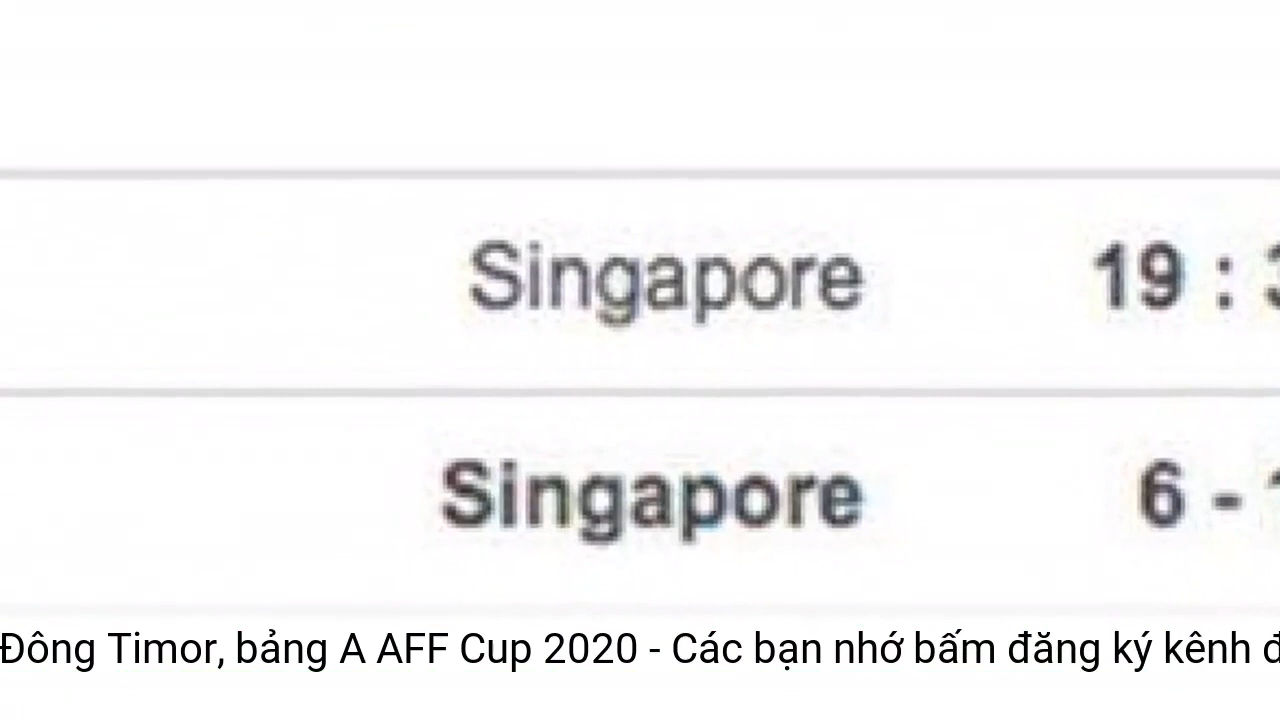 Singapore 19 :
Singapore 6 -
Đông Timor, bảng A AFF Cup 2020 - Các bạn nhớ bấm đăng ký kênh